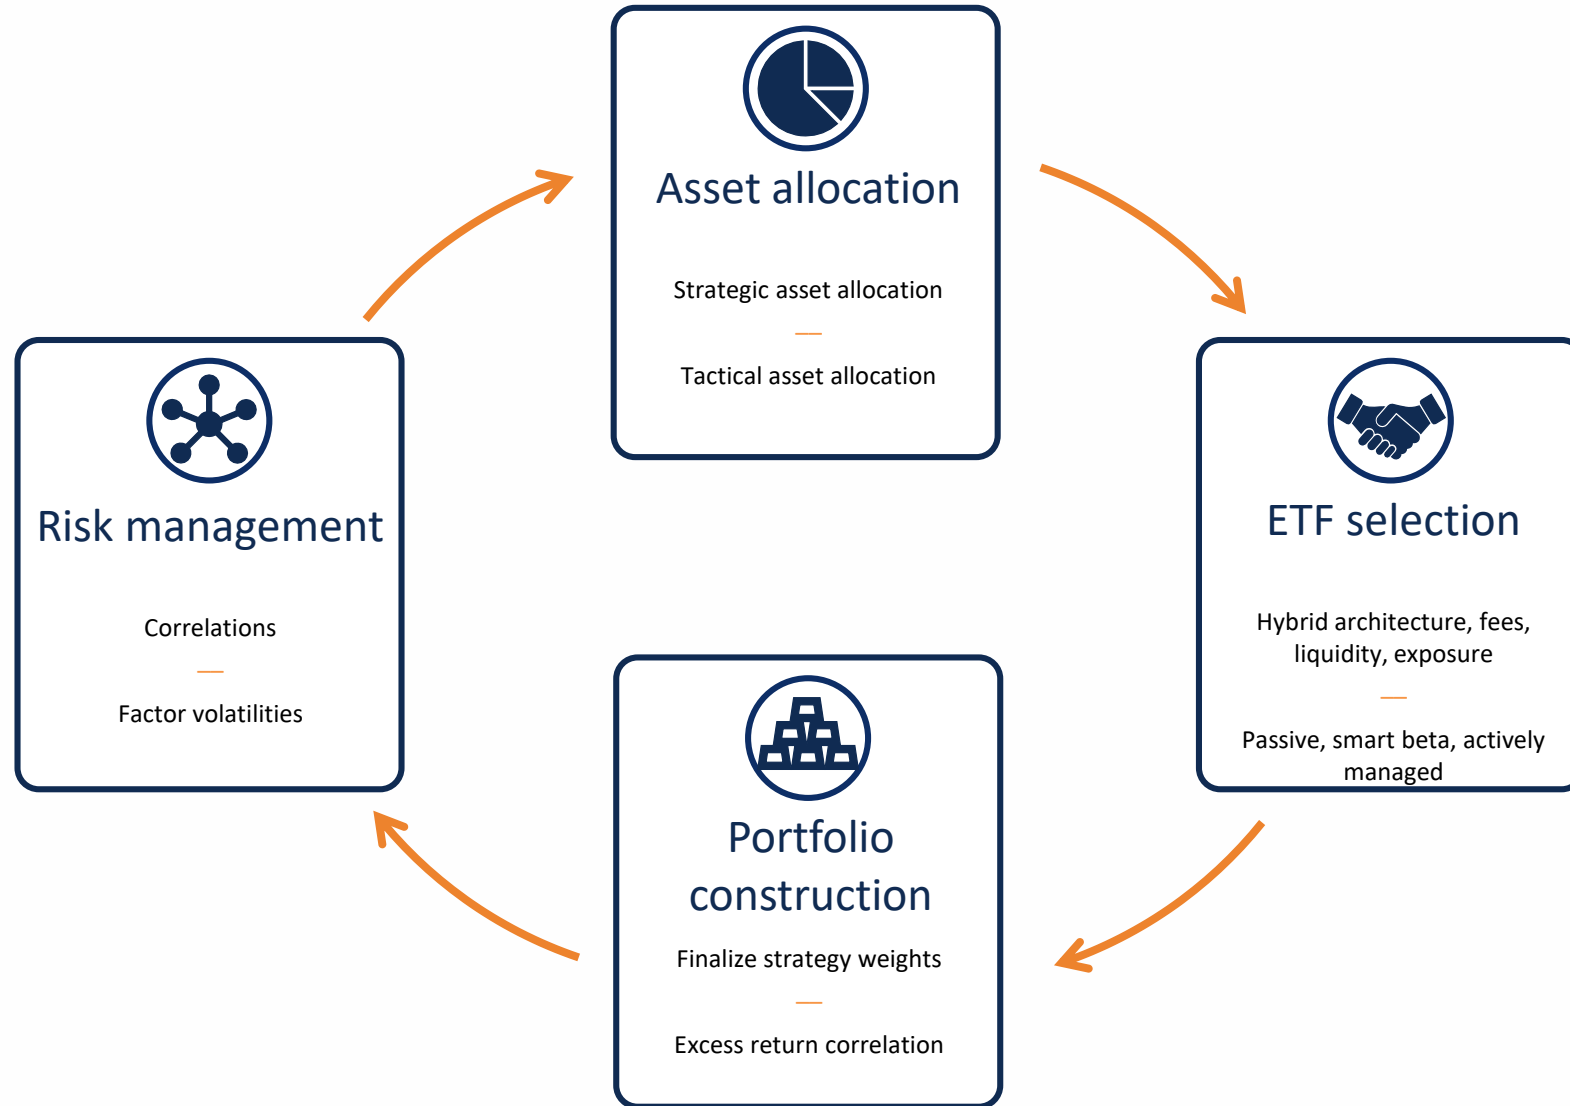 Asset allocation
Strategic asset allocation
Tactical asset allocation
ETF selection
Hybrid architecture, fees,
liquidity, exposure
Passive, smart beta, actively
managed
Portfolio
construction
Finalize strategy weights
Excess return correlation
Risk management
Correlations
Factor volatilities